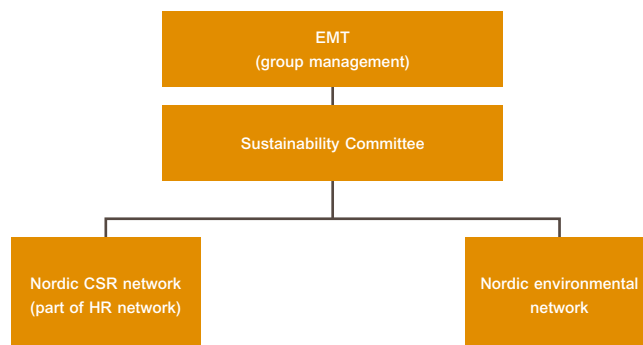 EMT
(group management)
Sustainability Committee
Nordic CSR network
(part of HR network)
Nordic environmental
network